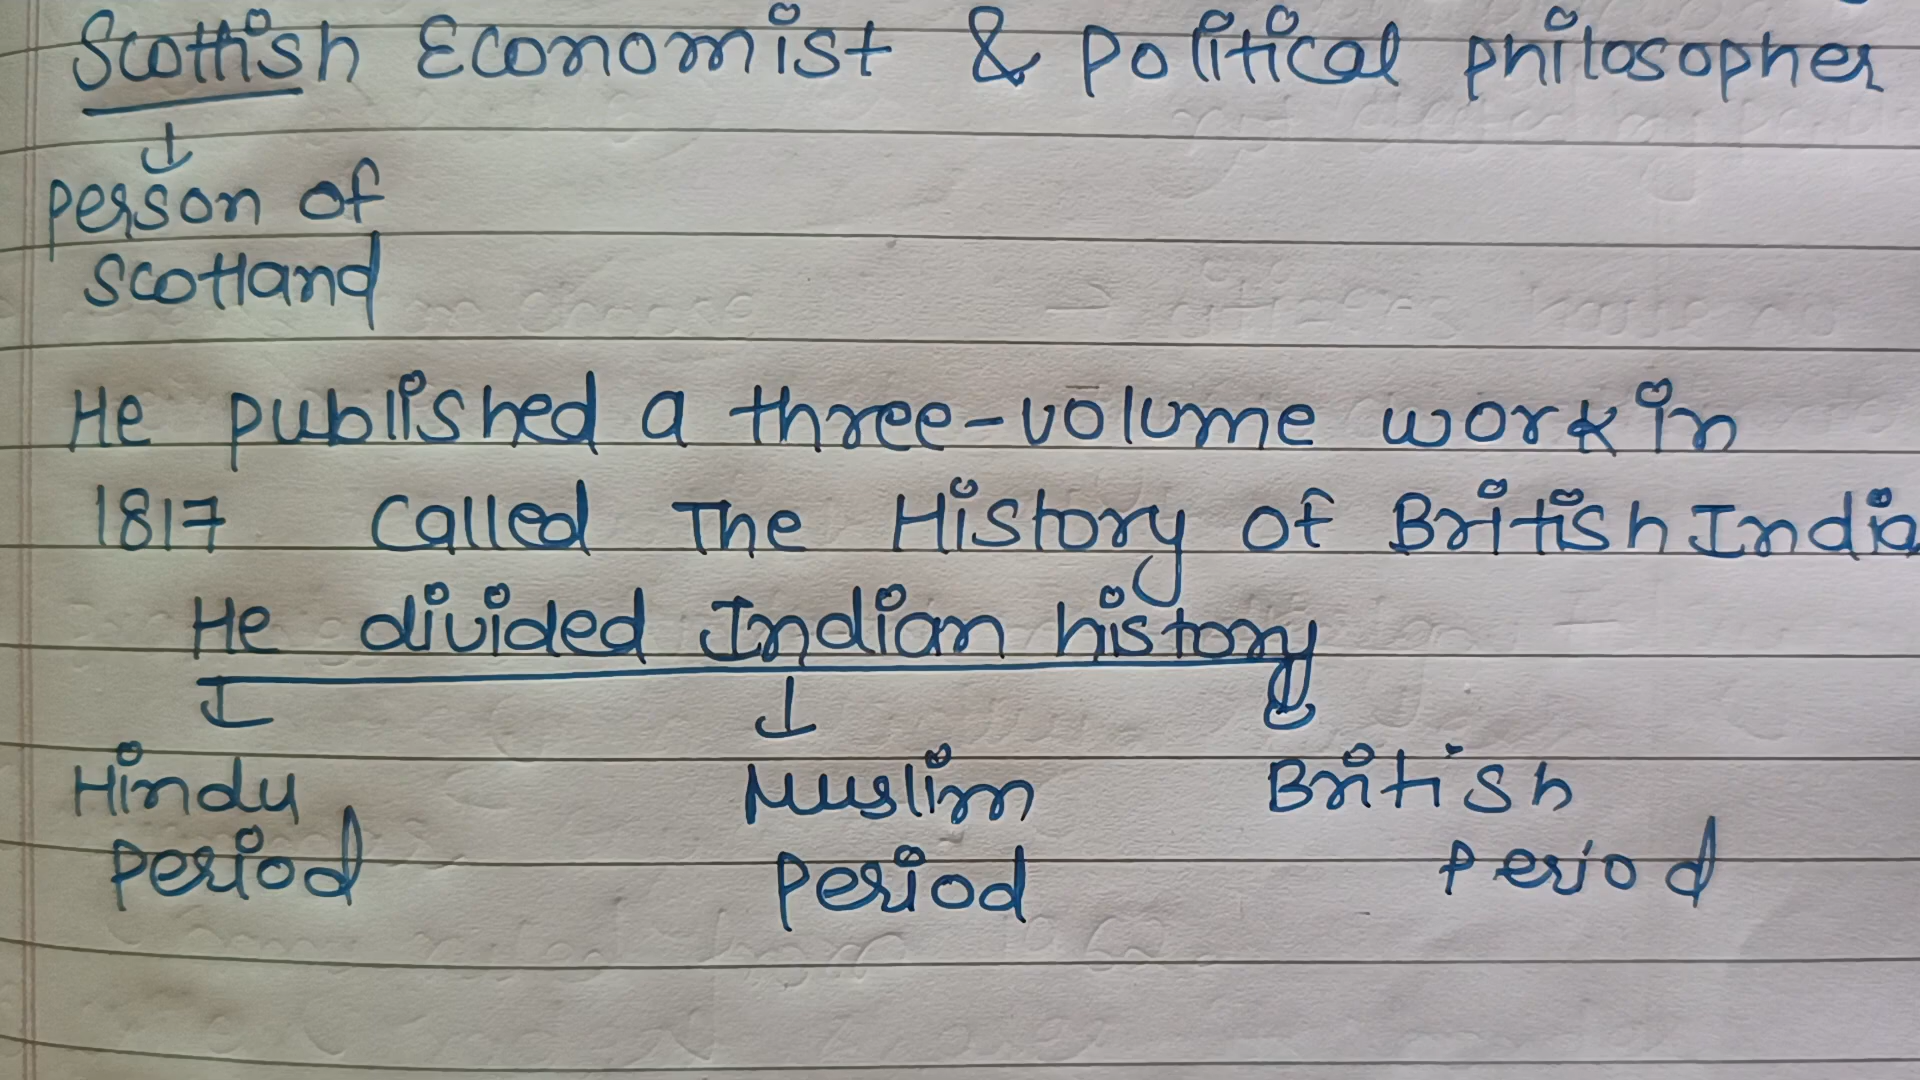 Scottish Economist & political philosopher
↓
person of
Scotland
He published a three-volume work in
1817 called The History of British India
He divided Indian history
↓ ↓ ↓
Hindu Muslim British
period period period